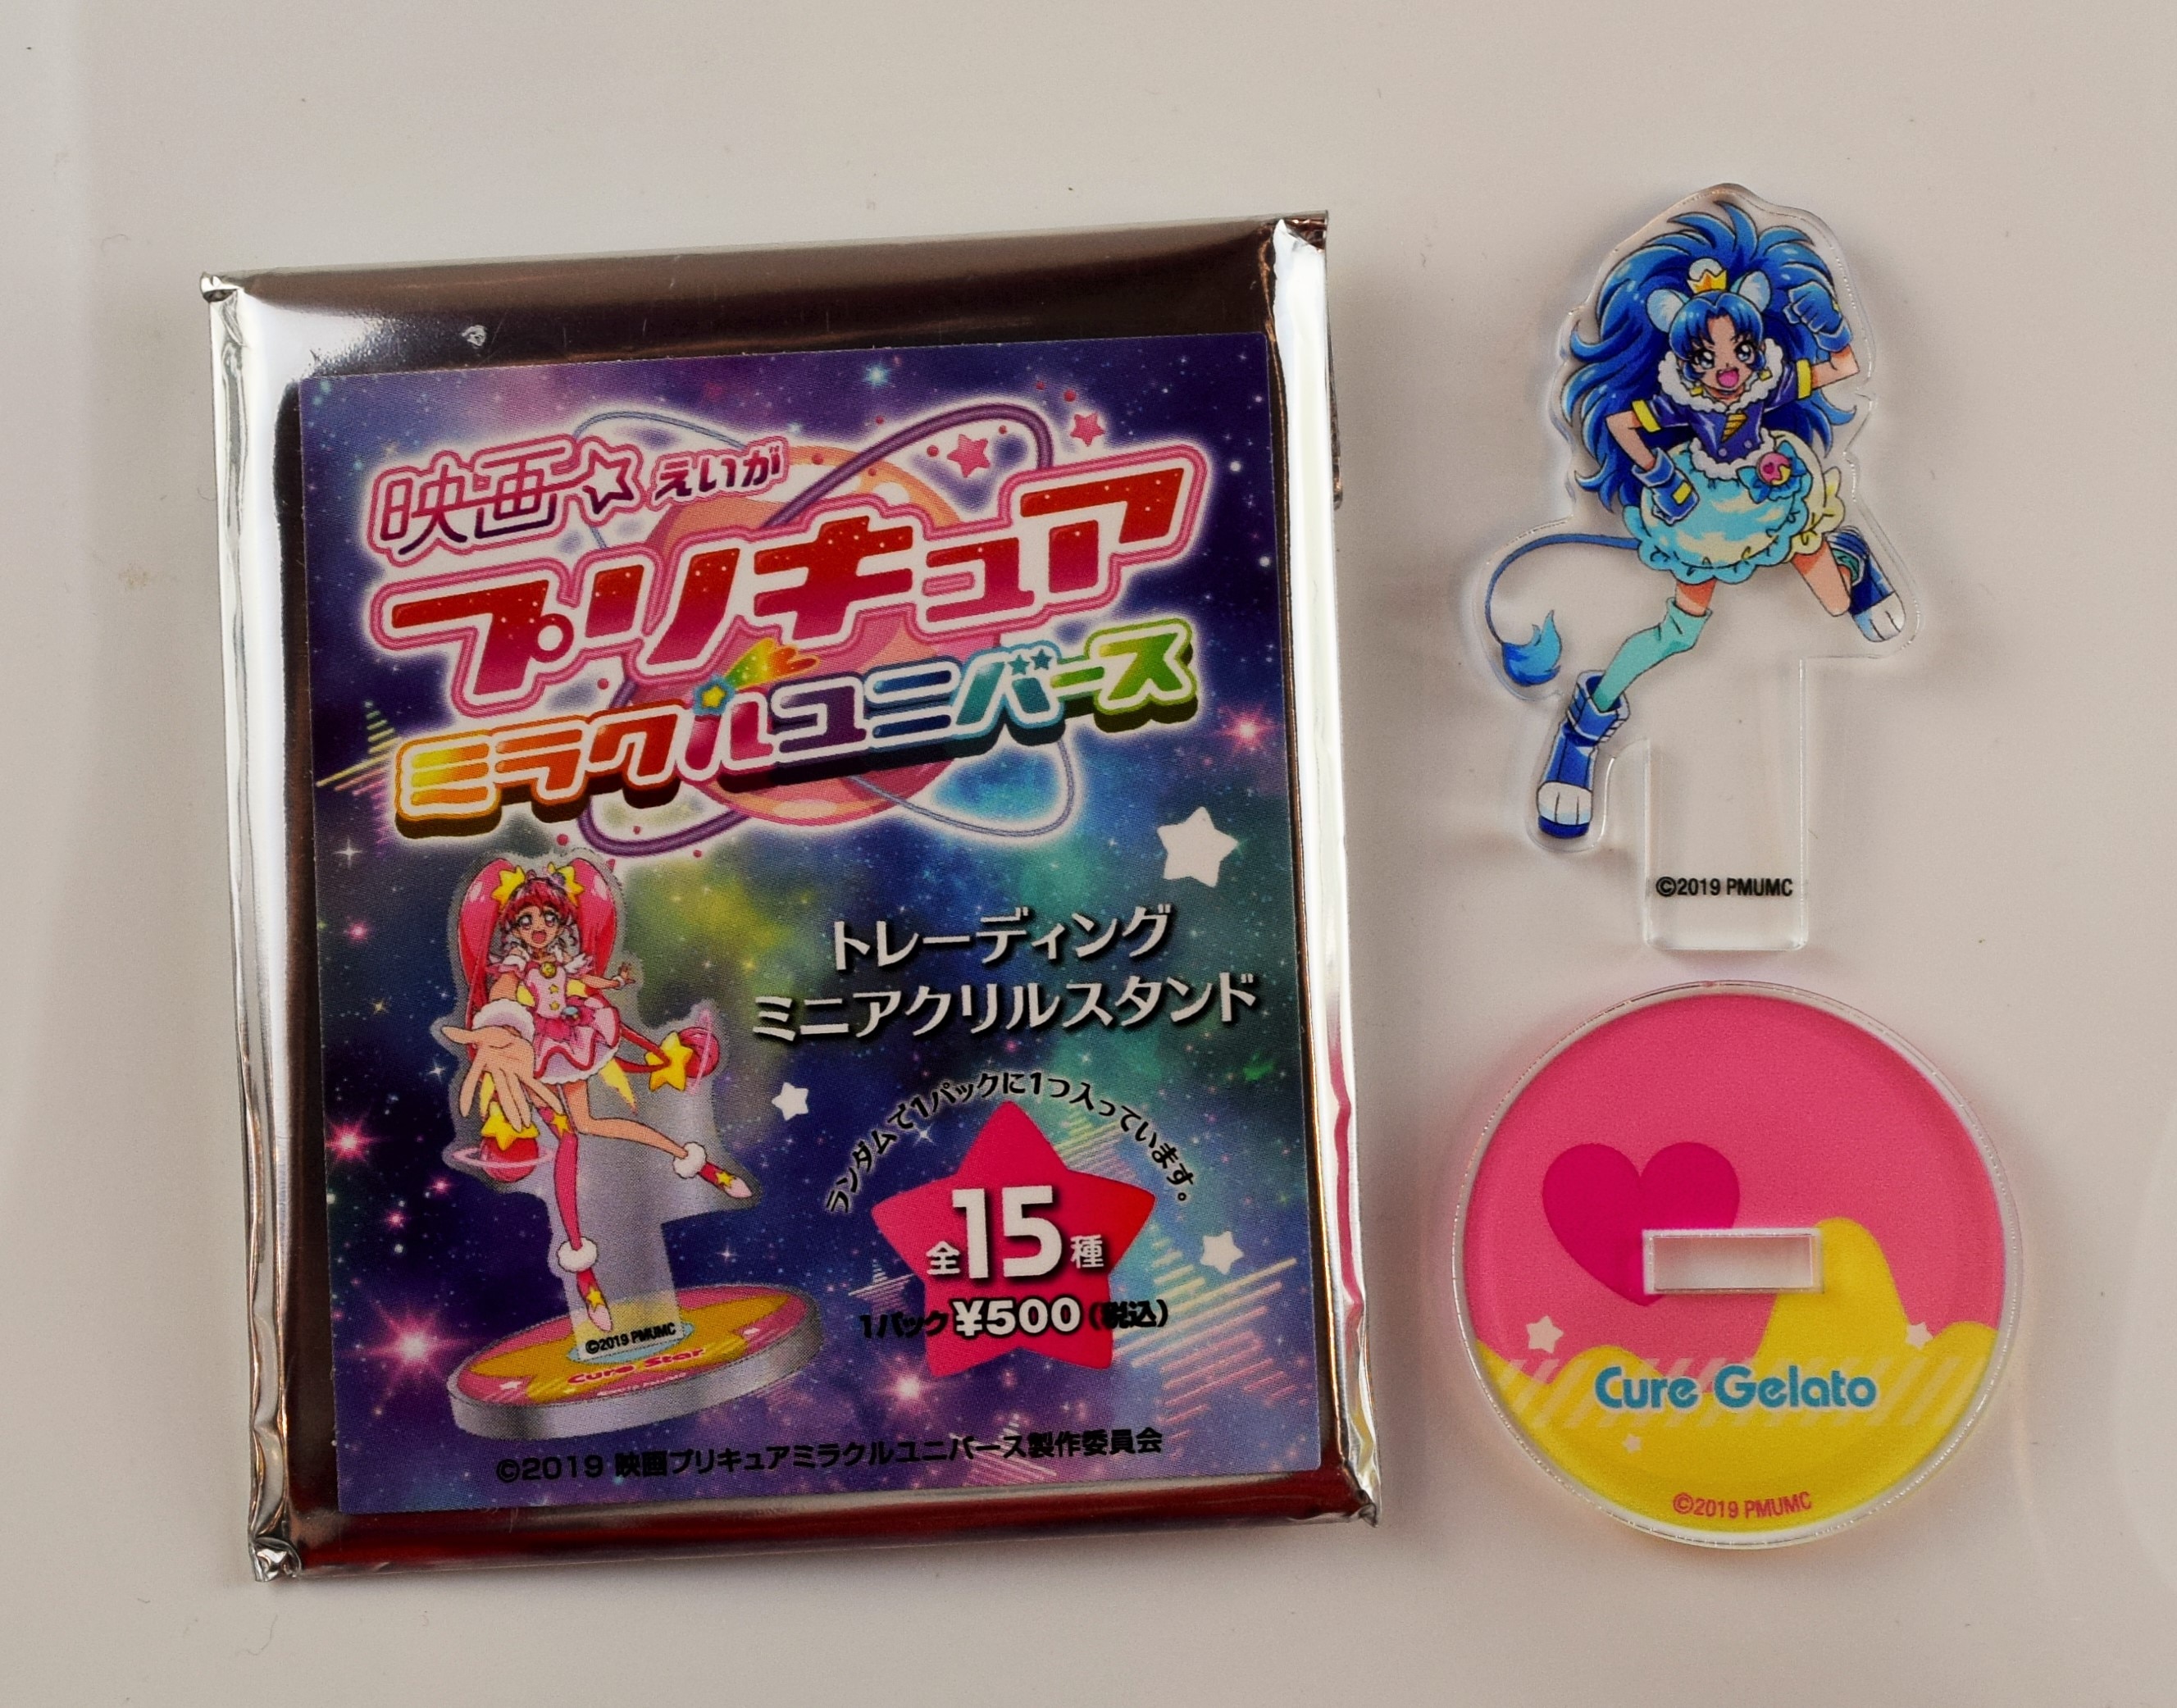 映画☆えいが
プリキュア
ミラクルユニバース
トレーディング
ミニアクリルスタンド
ランダムで1パックに1つ入っています。
全15種
1パック¥500(税込)
©2019 PMUMC
Cure Star
©2019 映画プリキュアミラクルユニバース製作委員会
©2019 PMUMC
Cure Gelato
©2019 PMUMC